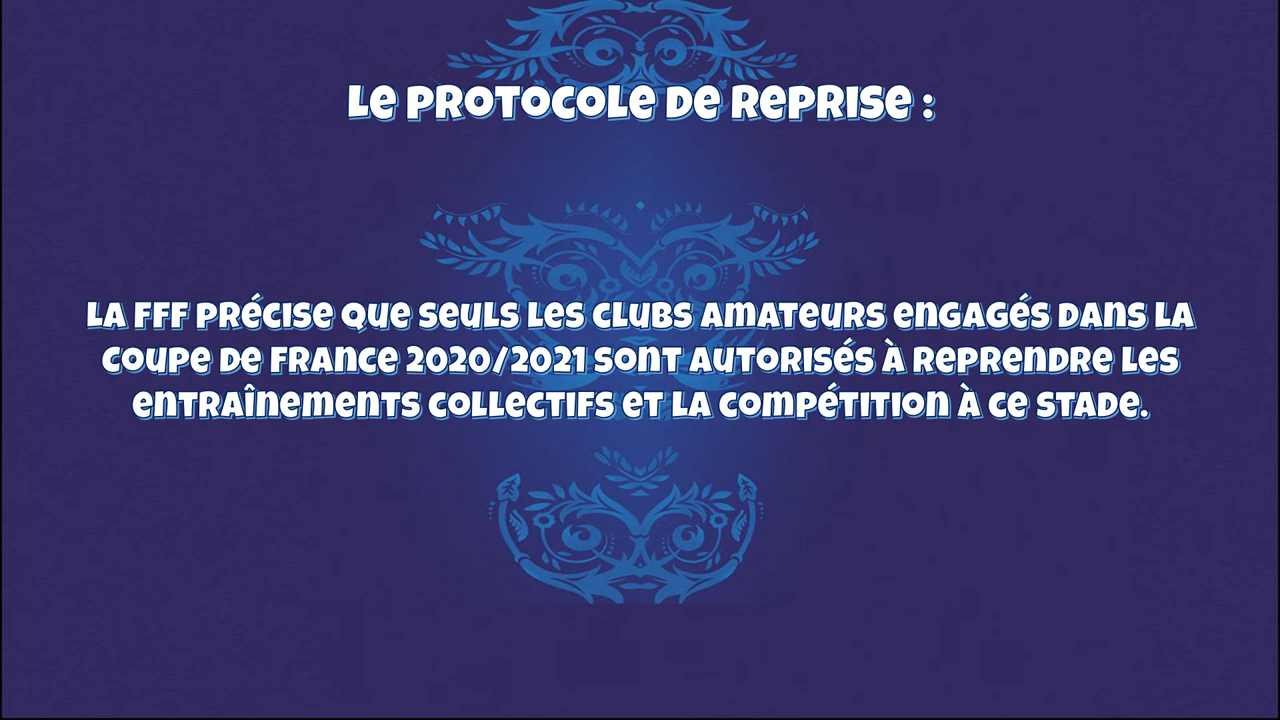 Le protocole de reprise :
La FFF précise que seuls les clubs amateurs engagés dans la
Coupe de France 2020/2021 sont autorisés à reprendre les
entraînements collectifs et la compétition à ce stade.